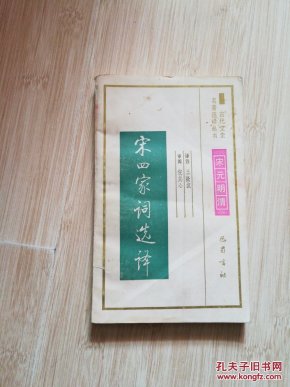 宋四家词选译
古代文史
名著选译丛书
宋元明清
巴蜀书社
孔夫子旧书网